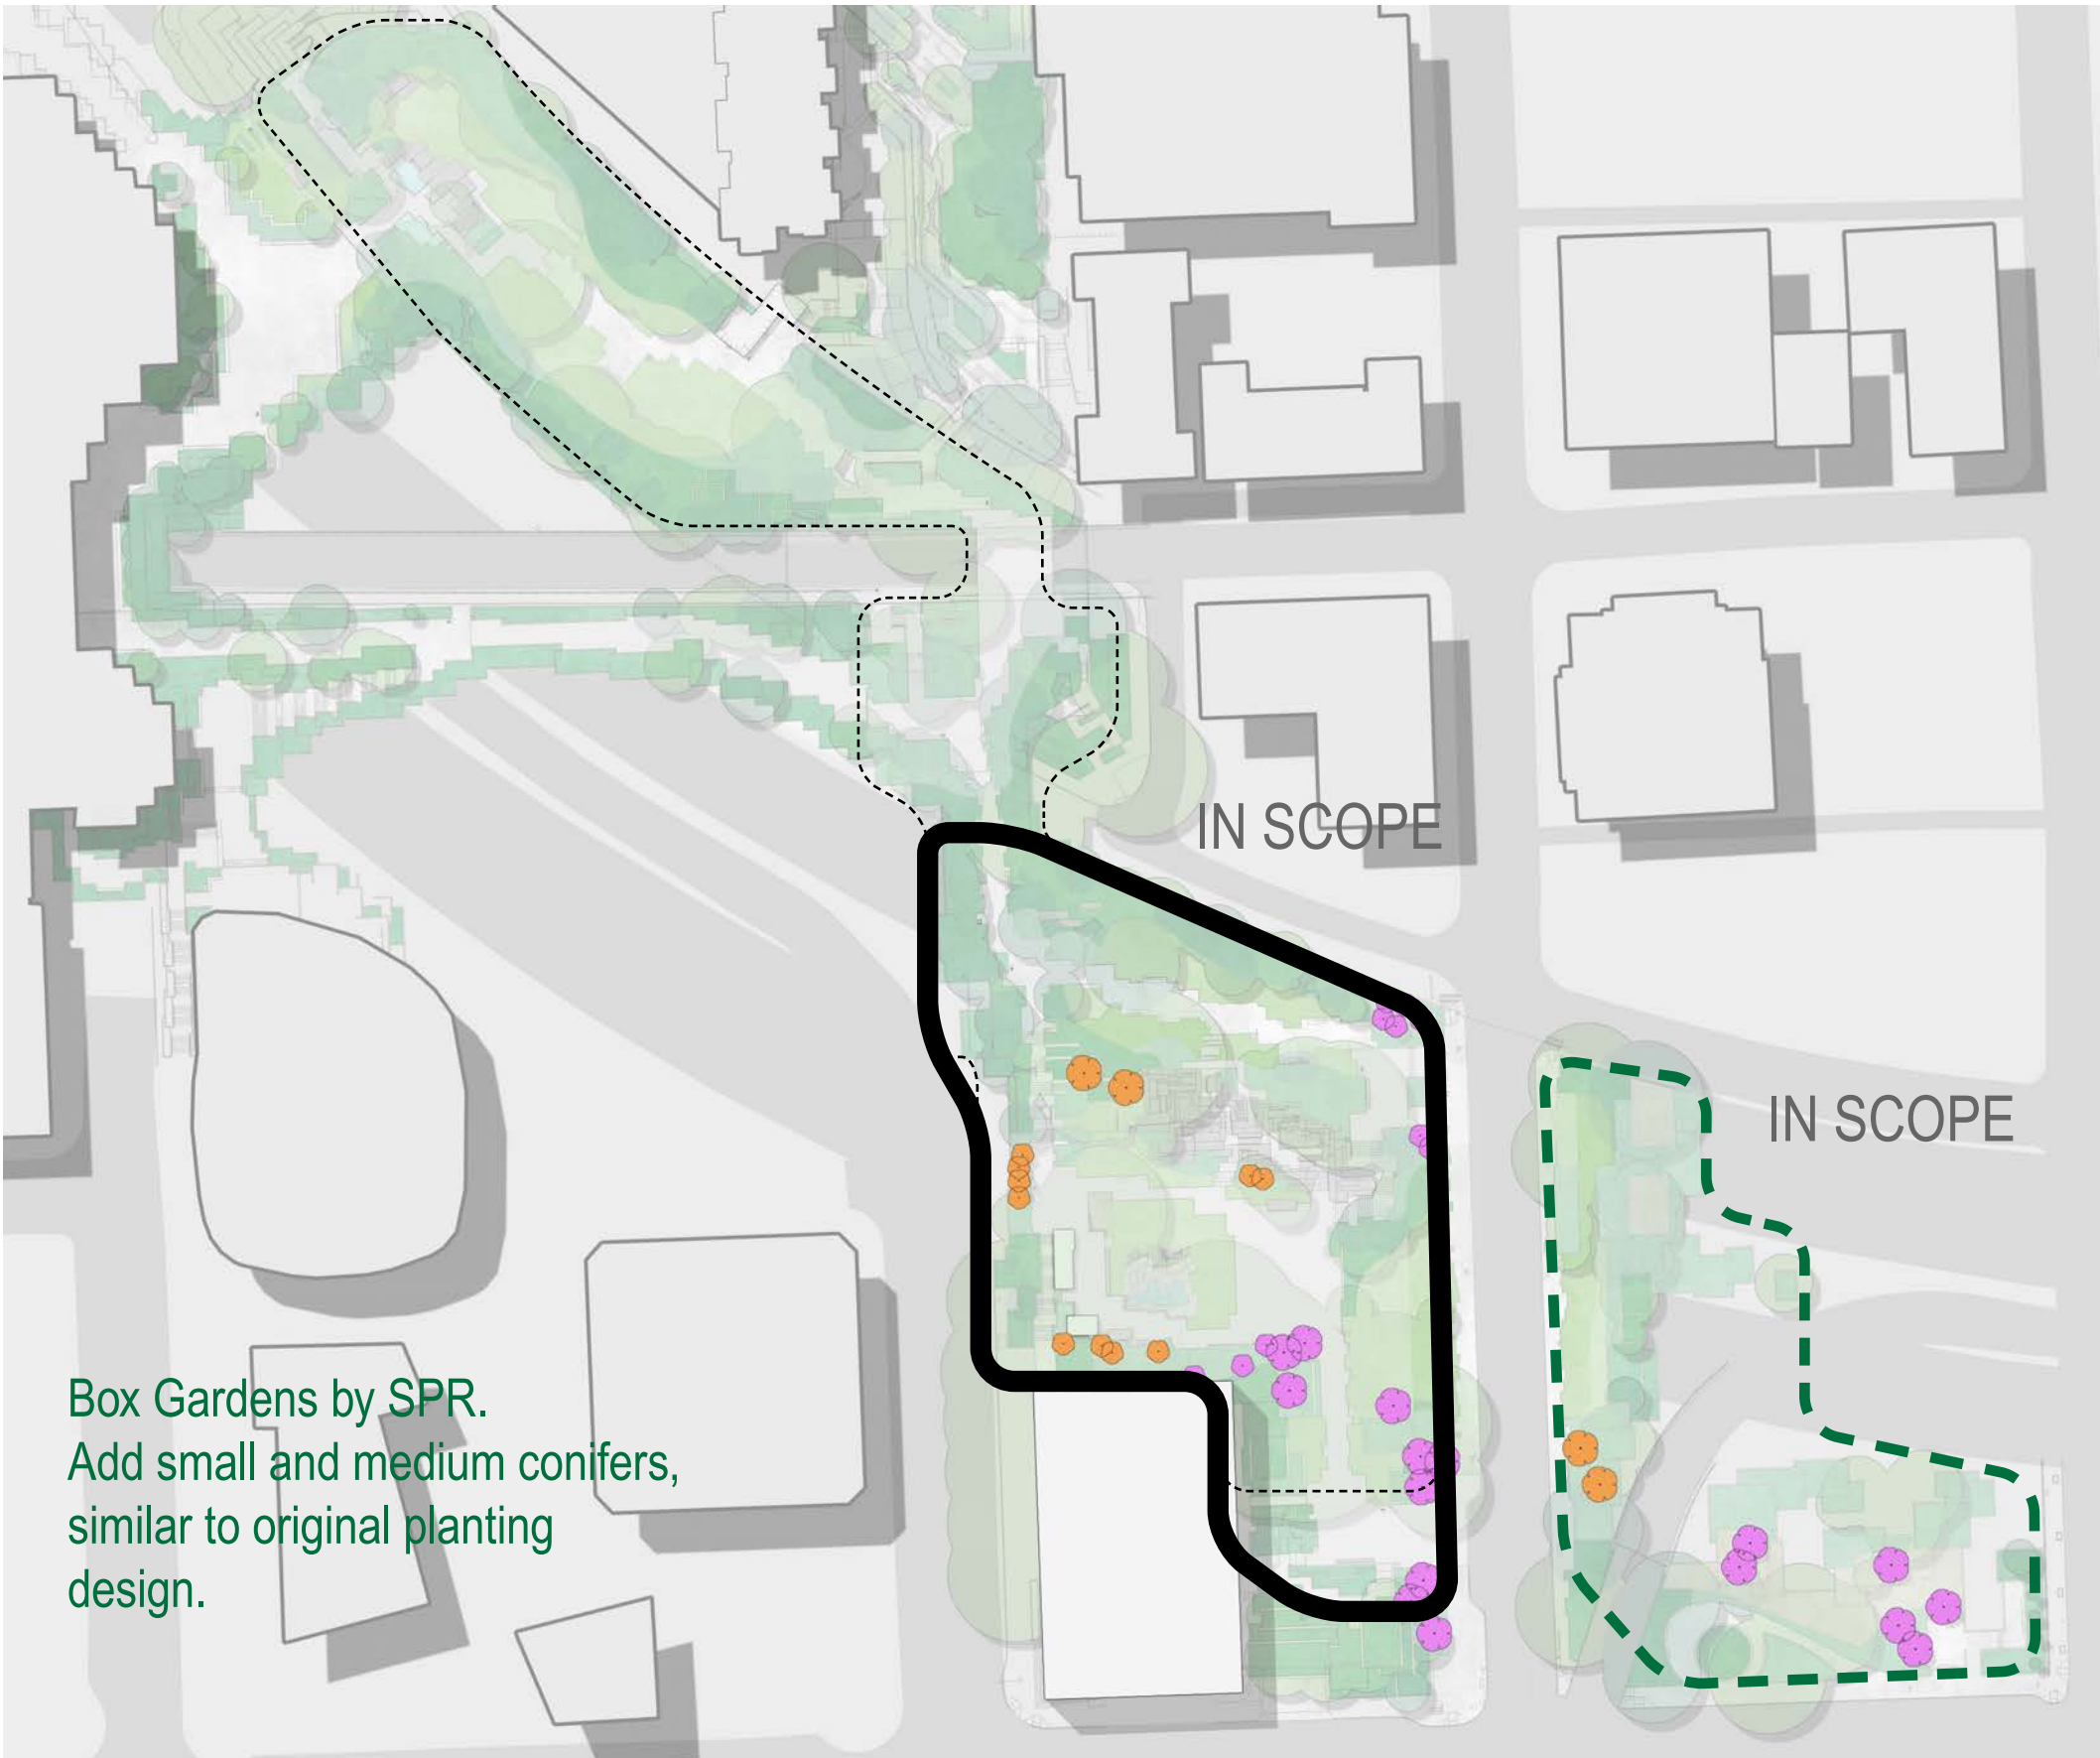 IN SCOPE
IN SCOPE
Box Gardens by SPR.
Add small and medium conifers,
similar to original planting
design.